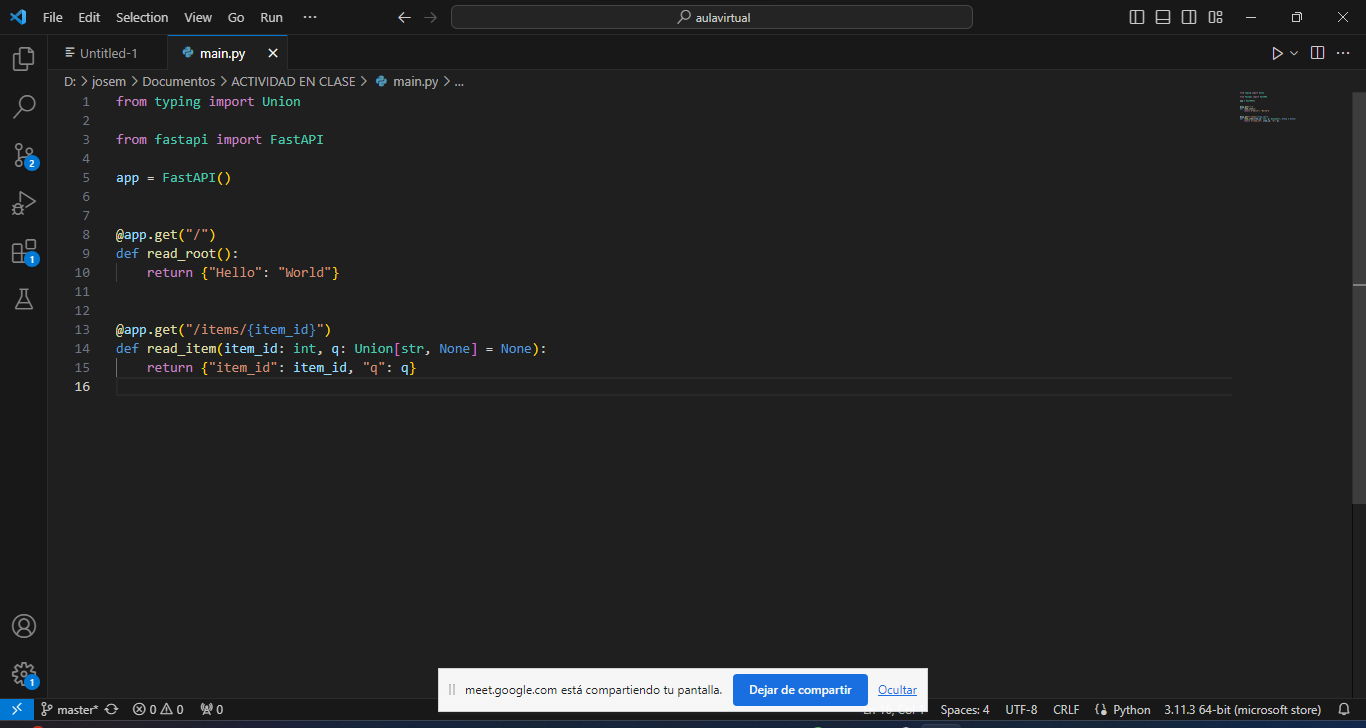 File Edit Selection View Go Run ···
aulavirtual
Untitled-1
main.py
D: > josem > Documentos > ACTIVIDAD EN CLASE > main.py > ...
1 from typing import Union
2
3 from fastapi import FastAPI
4
5 app = FastAPI()
6
7
8 @app.get("/")
9 def read_root():
10 return {"Hello": "World"}
11
12
13 @app.get("/items/{item_id}")
14 def read_item(item_id: int, q: Union[str, None] = None):
15 return {"item_id": item_id, "q": q}
16
2
1
1
meet.google.com está compartiendo tu pantalla.
Dejar de compartir
Ocultar
master* 0 0 0
Spaces: 4 UTF-8 CRLF Python 3.11.3 64-bit (microsoft store)